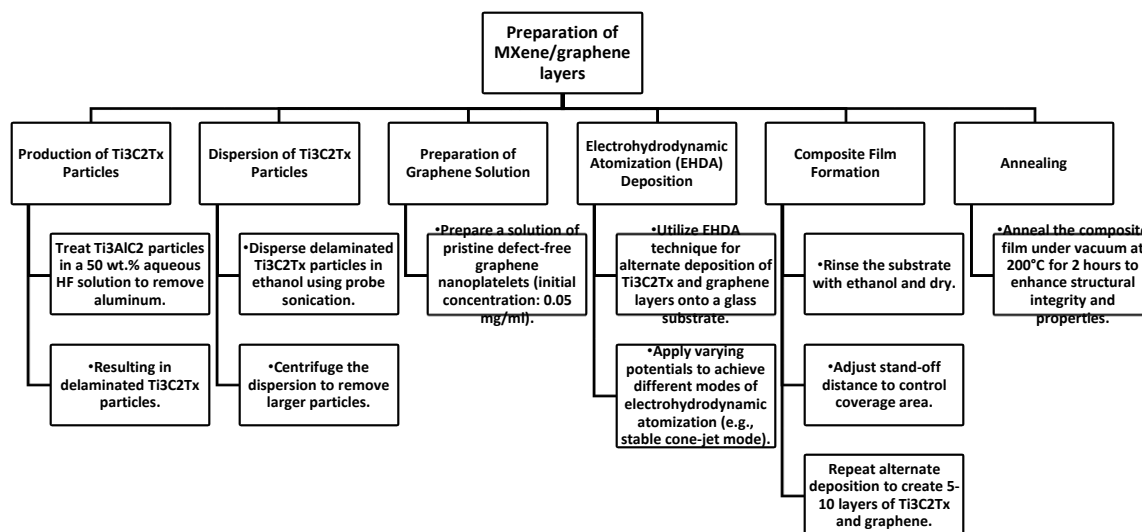 Preparation of
MXene/graphene
layers
Production of Ti3C2Tx
Particles
Dispersion of Ti3C2Tx
Particles
Preparation of
Graphene Solution
Electrohydrodynamic
Atomization (EHDA)
Deposition
Composite Film
Formation
Annealing
Treat Ti3AlC2 particles
in a 50 wt.% aqueous
HF solution to remove
aluminum.
•Resulting in
delaminated Ti3C2Tx
particles.
•Disperse delaminated
Ti3C2Tx particles in
ethanol using probe
sonication.
•Centrifuge the
dispersion to remove
larger particles.
•Prepare a solution of
pristine defect-free
graphene
nanoplatelets (initial
concentration: 0.05
mg/ml).
•Utilize EHDA
technique for
alternate deposition of
Ti3C2Tx and graphene
layers onto a glass
substrate.
•Apply varying
potentials to achieve
different modes of
electrohydrodynamic
atomization (e.g.,
stable cone-jet mode).
•Rinse the substrate
with ethanol and dry.
•Adjust stand-off
distance to control
coverage area.
Repeat alternate
deposition to create 5-
10 layers of Ti3C2Tx
and graphene.
•Anneal the composite
film under vacuum at
200°C for 2 hours to
enhance structural
integrity and
properties.